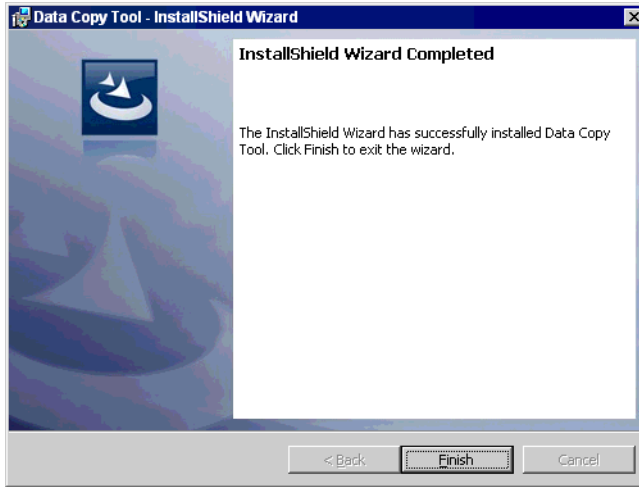 Data Copy Tool - InstallShield Wizard
InstallShield Wizard Completed
The InstallShield Wizard has successfully installed Data Copy
Tool. Click Finish to exit the wizard.
< Back
Finish
Cancel